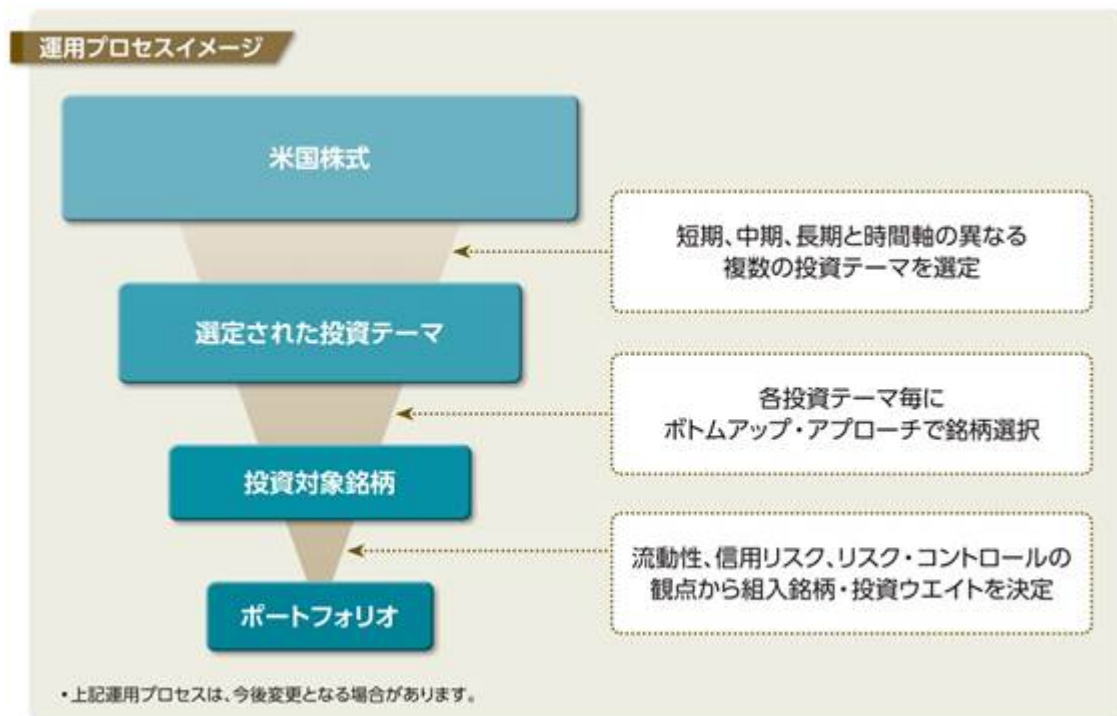 運用プロセスイメージ
米国株式
短期、中期、長期と時間軸の異なる
複数の投資テーマを選定
選定された投資テーマ
各投資テーマ毎に
ボトムアップ・アプローチで銘柄選択
投資対象銘柄
流動性、信用リスク、リスク・コントロールの
観点から組入銘柄・投資ウエイトを決定
ポートフォリオ
・上記運用プロセスは、今後変更となる場合があります。